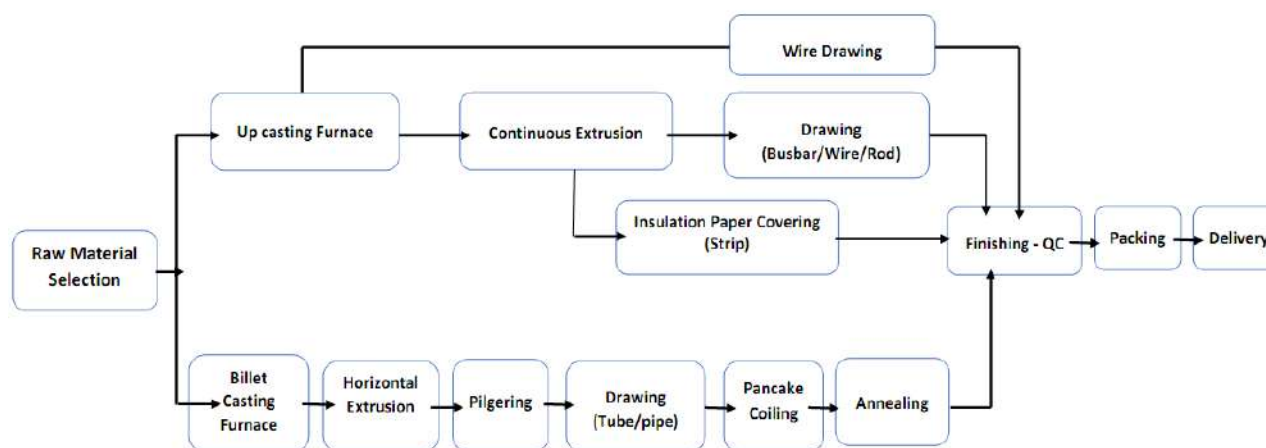 Wire Drawing
Up casting Furnace
Continuous Extrusion
Drawing
(Busbar/Wire/Rod)
Insulation Paper Covering
(Strip)
Raw Material
Selection
Finishing - QC
Packing
Delivery
Billet
Casting
Furnace
Horizontal
Extrusion
Pilgering
Drawing
(Tube/pipe)
Pancake
Coiling
Annealing